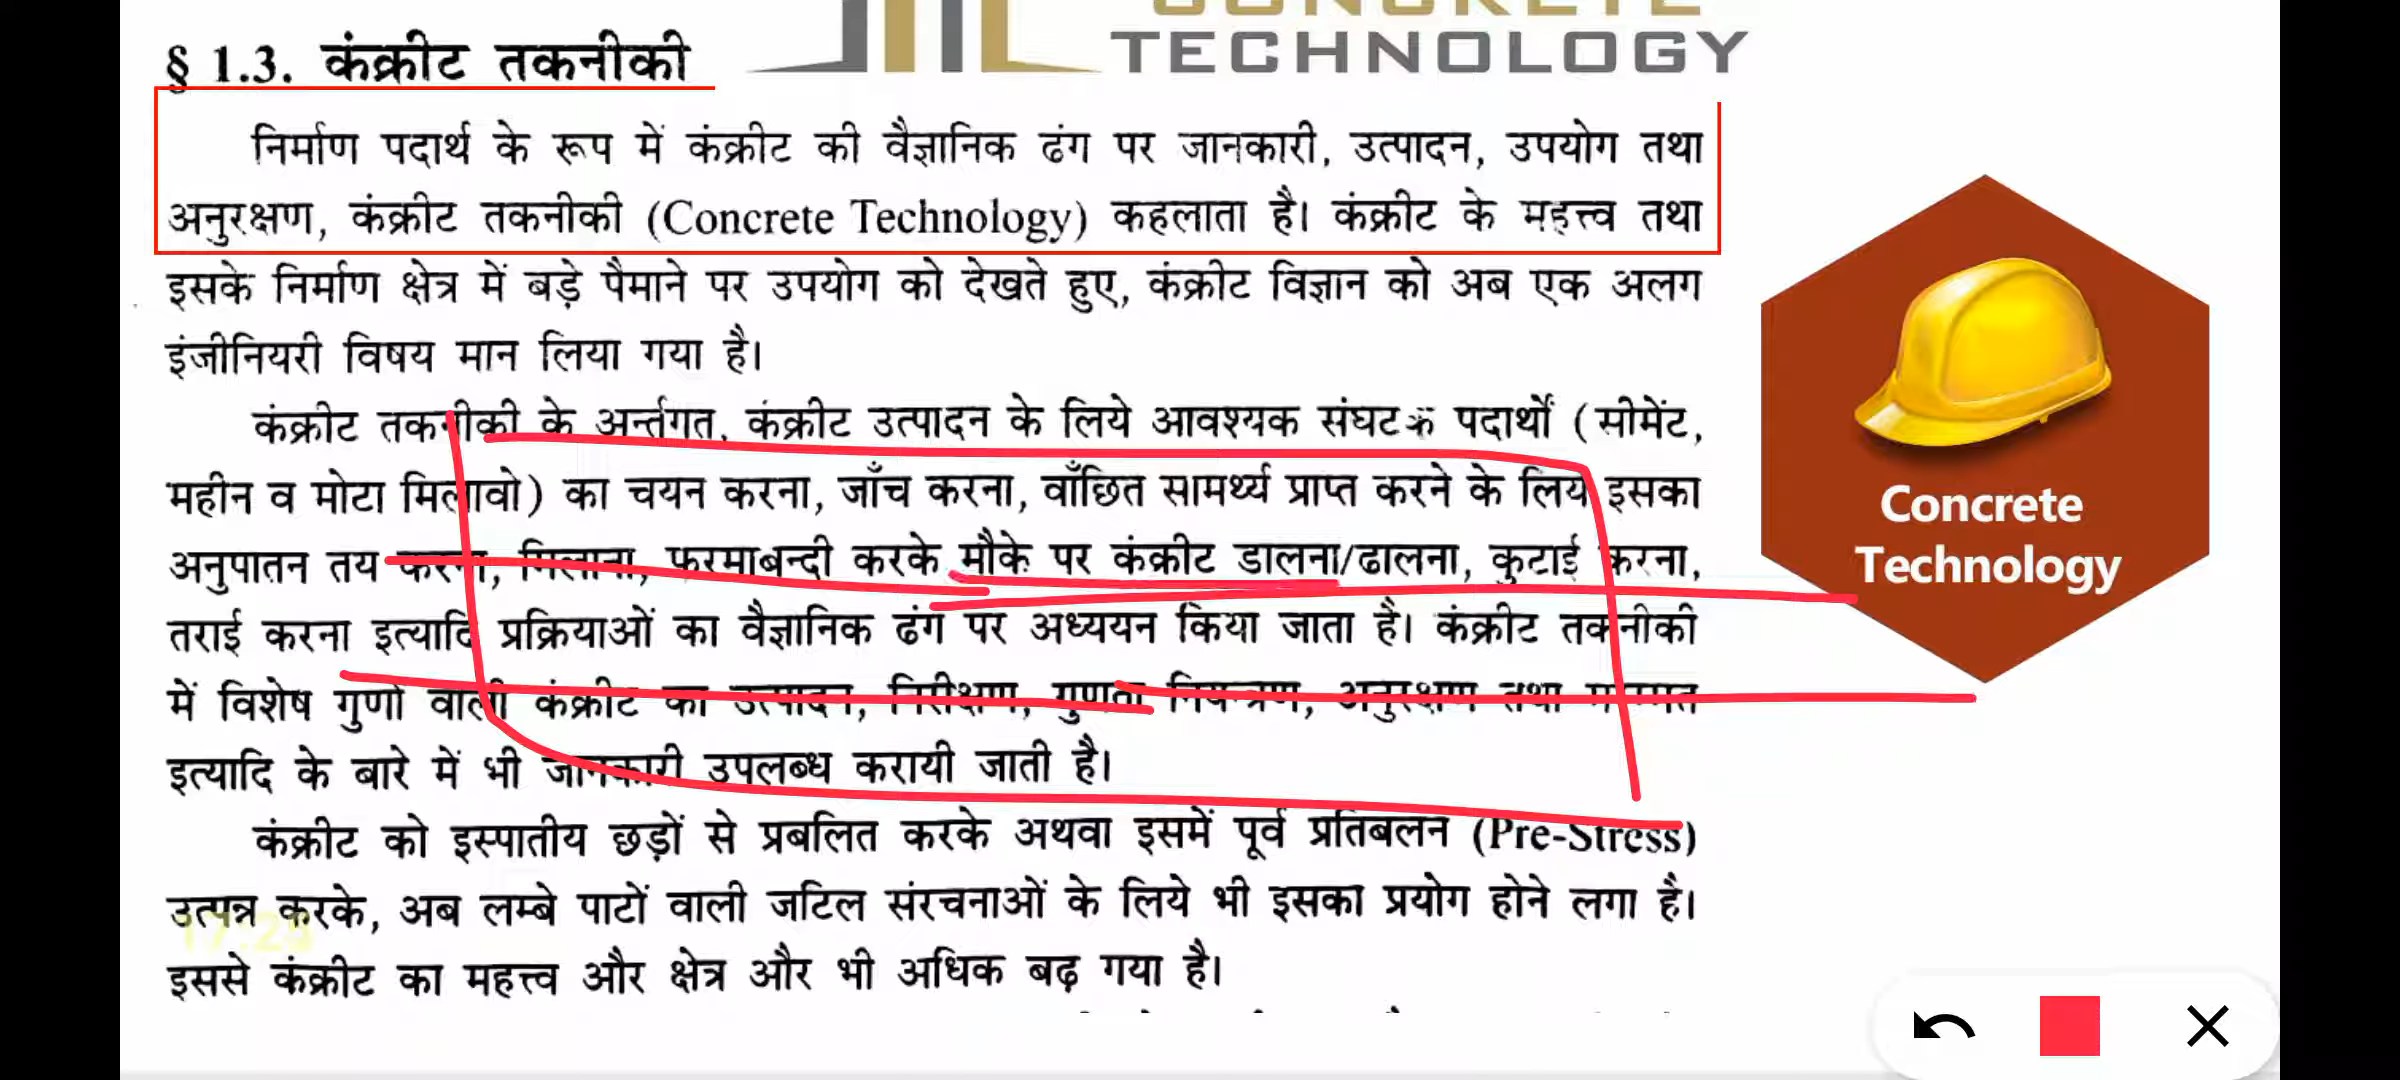 CONCRETE
TECHNOLOGY
§ 1.3. कंक्रीट तकनीकी
निर्माण पदार्थ के रूप में कंक्रीट की वैज्ञानिक ढंग पर जानकारी, उत्पादन, उपयोग तथा
अनुरक्षण, कंक्रीट तकनीकी (Concrete Technology) कहलाता है। कंक्रीट के महत्त्व तथा
इसके निर्माण क्षेत्र में बड़े पैमाने पर उपयोग को देखते हुए, कंक्रीट विज्ञान को अब एक अलग
इंजीनियरी विषय मान लिया गया है।
कंक्रीट तकनीकी के अर्न्तगत, कंक्रीट उत्पादन के लिये आवश्यक संघटक पदार्थों (सीमेंट,
महीन व मोटा मिलावो) का चयन करना, जाँच करना, वाँछित सामर्थ्य प्राप्त करने के लिये इसका
अनुपातन तय करना, मिलाना, फरमाबन्दी करके मौके पर कंक्रीट डालना/ढालना, कुटाई करना,
तराई करना इत्यादि प्रक्रियाओं का वैज्ञानिक ढंग पर अध्ययन किया जाता है। कंक्रीट तकनीकी
में विशेष गुणों वाली कंक्रीट का उत्पादन, निरीक्षण, गुणता नियन्त्रण, अनुरक्षण तथा मरम्मत
इत्यादि के बारे में भी जानकारी उपलब्ध करायी जाती है।
कंक्रीट को इस्पातीय छड़ों से प्रबलित करके अथवा इसमें पूर्व प्रतिबलन (Pre-Stress)
उत्पन्न करके, अब लम्बे पाटों वाली जटिल संरचनाओं के लिये भी इसका प्रयोग होने लगा है।
इससे कंक्रीट का महत्त्व और क्षेत्र और भी अधिक बढ़ गया है।
Concrete
Technology